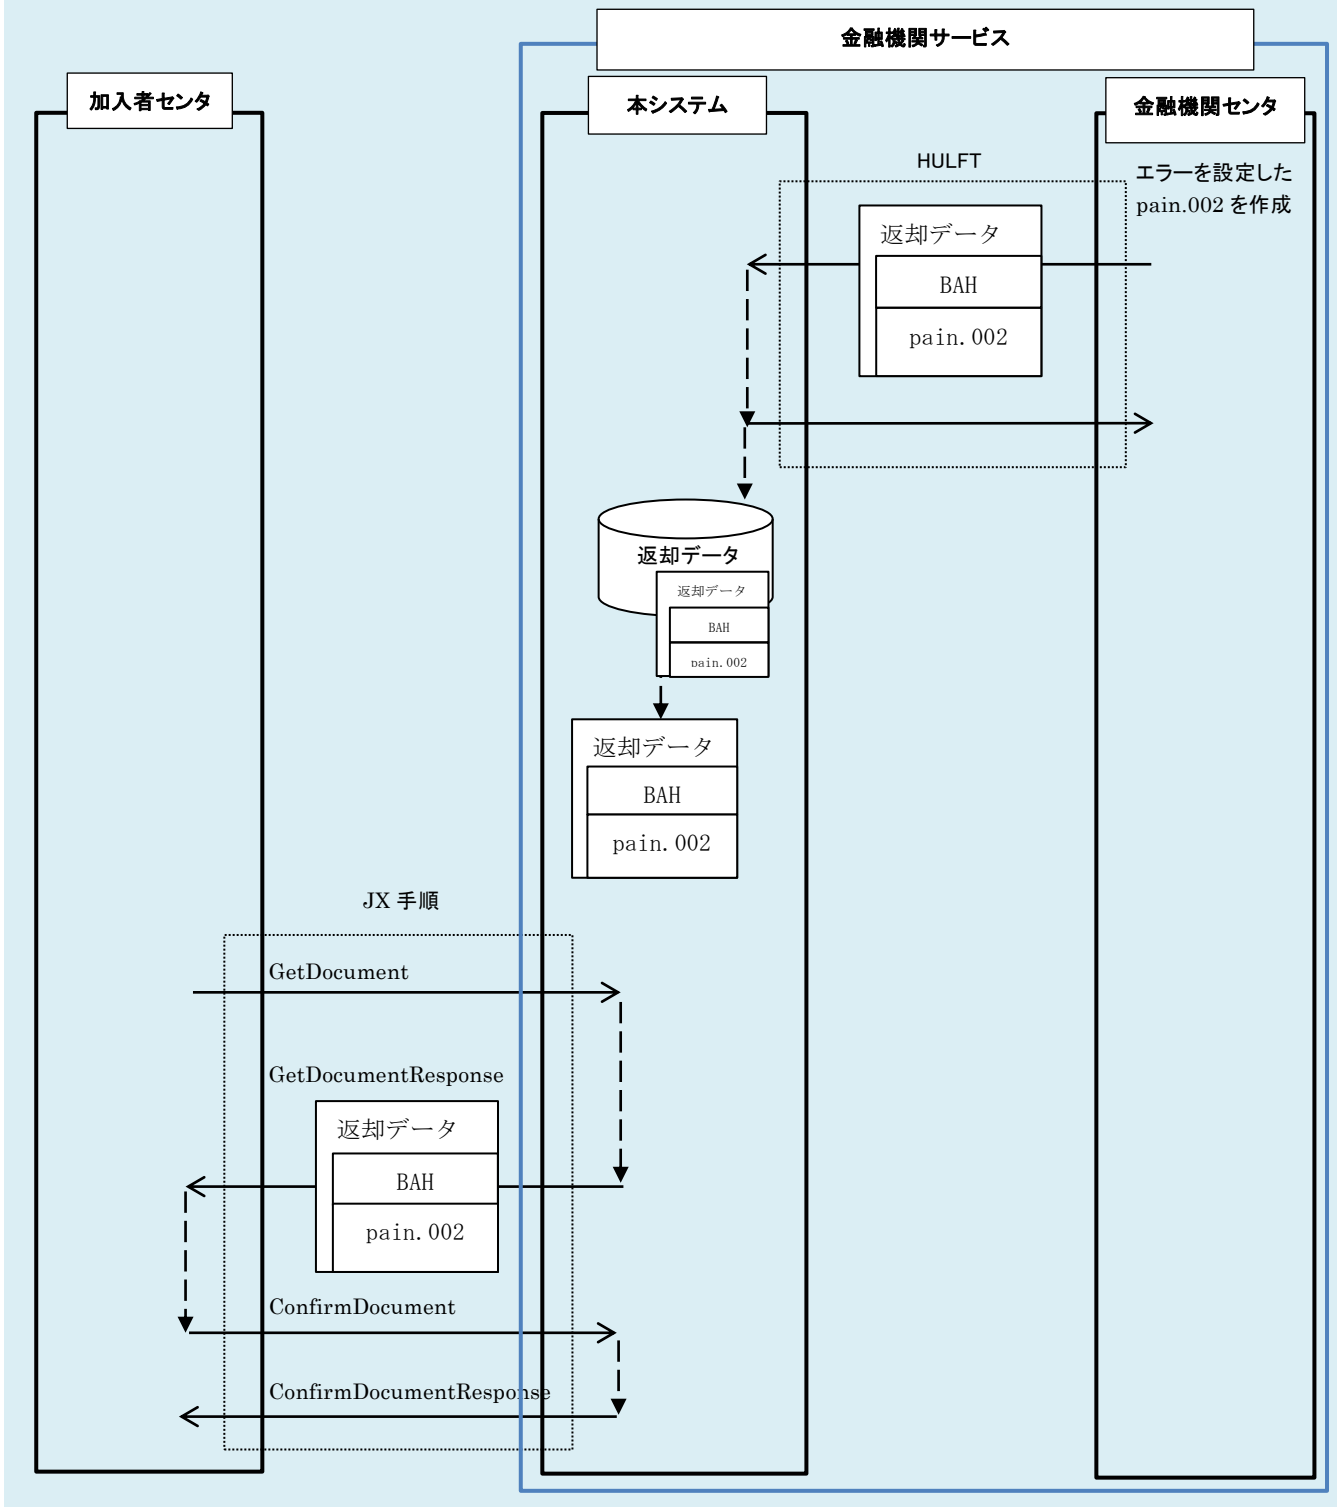 金融機関サービス
加入者センタ
本システム
金融機関センタ
HULFT
エラーを設定した
pain.002 を作成
返却データ
BAH
pain.002
返却データ
返却データ
BAH
pain.002
返却データ
BAH
pain.002
JX 手順
GetDocument
GetDocumentResponse
返却データ
BAH
pain.002
ConfirmDocument
ConfirmDocumentResponse